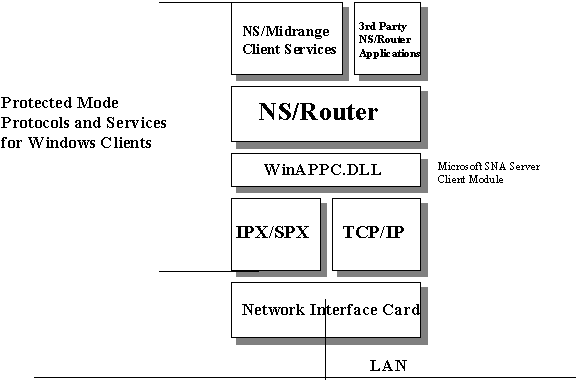 NS/Midrange
Client Services
3rd Party
NS/Router
Applications
Protected Mode
Protocols and Services
for Windows Clients
NS/Router
WinAPPC.DLL
Microsoft SNA Server
Client Module
IPX/SPX
TCP/IP
Network Interface Card
LAN